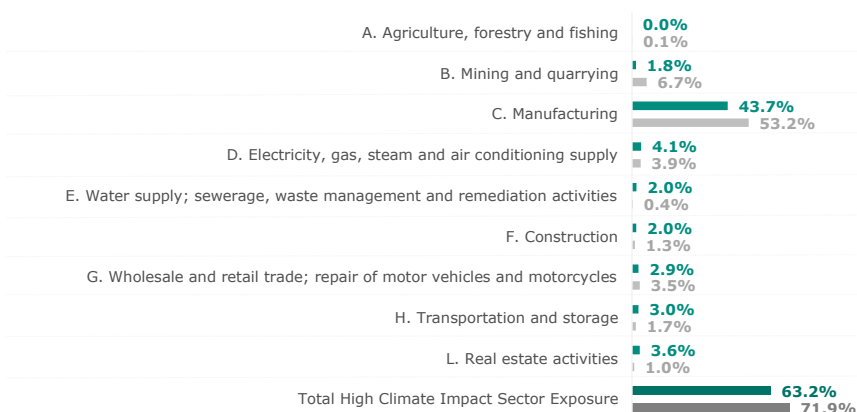 A. Agriculture, forestry and fishing
0.0%
0.1%
B. Mining and quarrying
1.8%
6.7%
C. Manufacturing
43.7%
53.2%
D. Electricity, gas, steam and air conditioning supply
4.1%
3.9%
E. Water supply; sewerage, waste management and remediation activities
2.0%
0.4%
F. Construction
2.0%
1.3%
G. Wholesale and retail trade; repair of motor vehicles and motorcycles
2.9%
3.5%
H. Transportation and storage
3.0%
1.7%
L. Real estate activities
3.6%
1.0%
Total High Climate Impact Sector Exposure
63.2%
71.9%